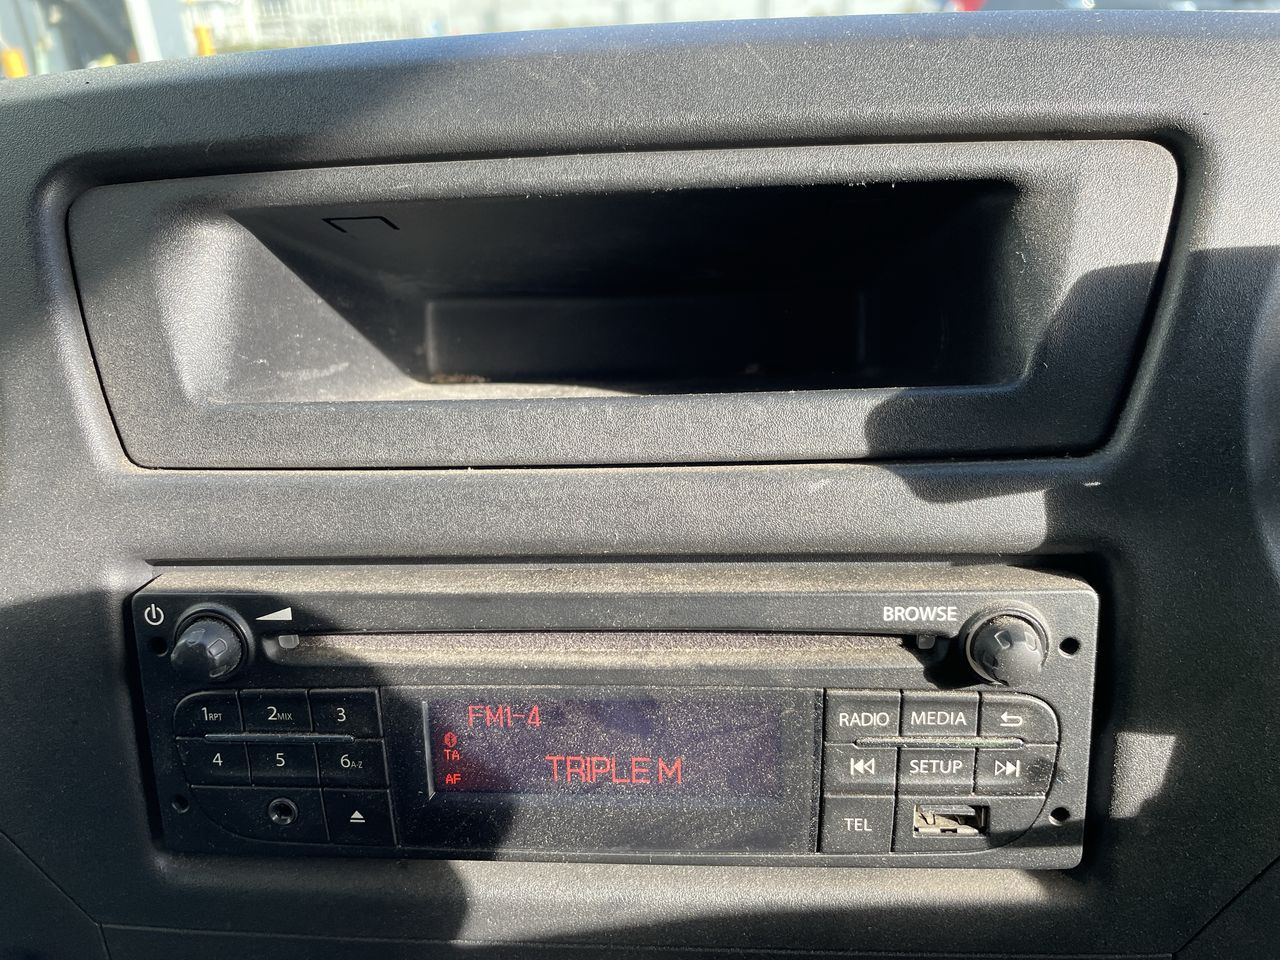 BROWSE
1RPT 2MIX 3
4 5 6A-Z
FM1-4
TA
AF
TRIPLE M
RADIO MEDIA
SETUP
TEL